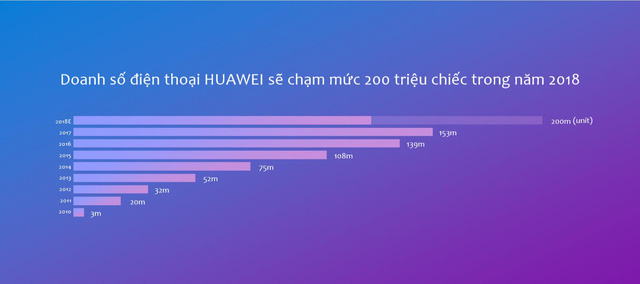 Doanh số điện thoại HUAWEI sẽ chạm mức 200 triệu chiếc trong năm 2018
2018E 200m (unit)
2017 153m
2016 139m
2015 108m
2014 75m
2013 52m
2012 32m
2011 20m
2010 3m